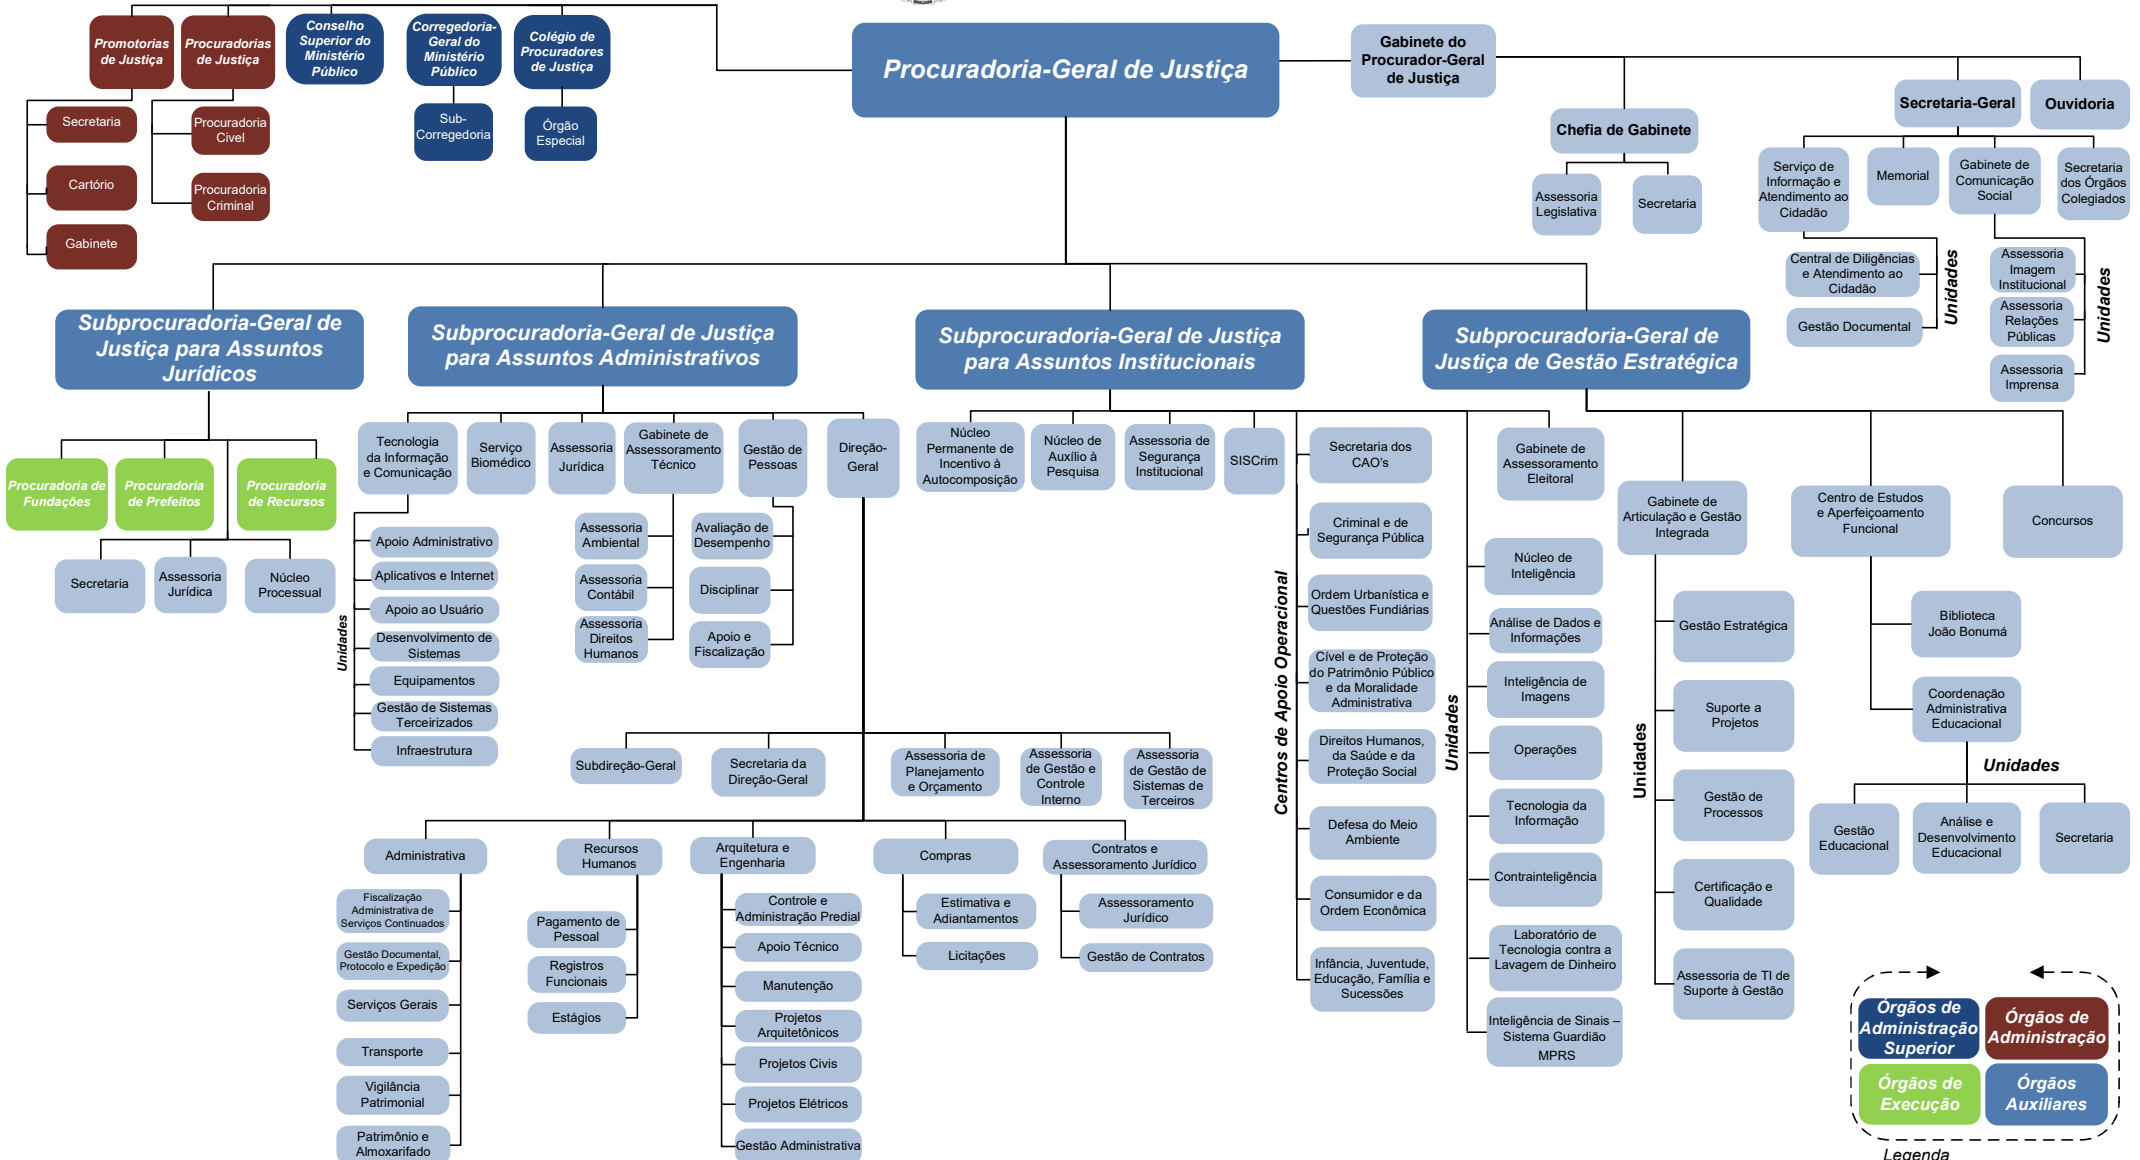 Promotorias
de Justiça
Procuradorias
de Justiça
Conselho
Superior do
Ministério
Público
Corregedoria-
Geral do
Ministério
Público
Colégio de
Procuradores
de Justiça
Procuradoria-Geral de Justiça
Gabinete do
Procurador-Geral
de Justiça
Secretaria
Cartório
Gabinete
Procuradoria
Civel
Procuradoria
Criminal
Sub-
Corregedoria
Órgão
Especial
Chefia de Gabinete
Assessoria
Legislativa
Secretaria
Secretaria-Geral
Ouvidoria
Serviço de
Informação e
Atendimento ao
Cidadão
Memorial
Gabinete de
Comunicação
Social
Secretaria
dos Órgãos
Colegiados
Central de Diligências
e Atendimento ao
Cidadão
Gestão Documental
Unidades
Assessoria
Imagem
Institucional
Assessoria
Relações
Públicas
Assessoria
Imprensa
Unidades
Subprocuradoria-Geral de
Justiça para Assuntos
Jurídicos
Subprocuradoria-Geral de Justiça
para Assuntos Administrativos
Subprocuradoria-Geral de Justiça
para Assuntos Institucionais
Subprocuradoria-Geral de
Justiça de Gestão Estratégica
Procuradoria de
Fundações
Procuradoria
de Prefeitos
Procuradoria
de Recursos
Secretaria
Assessoria
Jurídica
Núcleo
Processual
Tecnologia
da Informação
e Comunicação
Serviço
Biomédico
Assessoria
Jurídica
Gabinete de
Assessoramento
Técnico
Gestão de
Pessoas
Direção-
Geral
Unidades
Apoio Administrativo
Aplicativos e Internet
Apoio ao Usuário
Desenvolvimento de
Sistemas
Equipamentos
Gestão de Sistemas
Terceirizados
Infraestrutura
Assessoria
Ambiental
Assessoria
Contábil
Assessoria
Direitos
Humanos
Avaliação de
Desempenho
Disciplinar
Apoio e
Fiscalização
Subdireção-Geral
Secretaria da
Direção-Geral
Assessoria de
Planejamento
e Orçamento
Assessoria
de Gestão e
Controle
Interno
Assessoria
de Gestão de
Sistemas de
Terceiros
Administrativa
Recursos
Humanos
Arquitetura e
Engenharia
Compras
Contratos e
Assessoramento Jurídico
Fiscalização
Administrativa de
Serviços Continuados
Gestão Documental,
Protocolo e Expedição
Serviços Gerais
Transporte
Vigilância
Patrimonial
Patrimônio e
Almoxarifado
Pagamento de
Pessoal
Registros
Funcionais
Estágios
Controle e
Administração Predial
Apoio Técnico
Manutenção
Projetos
Arquitetônicos
Projetos Civis
Projetos Elétricos
Gestão Administrativa
Estimativa e
Adiantamentos
Licitações
Assessoramento
Jurídico
Gestão de Contratos
Núcleo
Permanente de
Incentivo à
Autocomposição
Núcleo de
Auxílio à
Pesquisa
Assessoria de
Segurança
Institucional
SISCrim
Centros de Apoio Operacional
Secretaria dos
CAO's
Criminal e de
Segurança Pública
Ordem Urbanística e
Questões Fundiárias
Cível e de Proteção
do Patrimônio Público
e da Moralidade
Administrativa
Direitos Humanos,
da Saúde e da
Proteção Social
Defesa do Meio
Ambiente
Consumidor e da
Ordem Econômica
Infância, Juventude,
Educação, Família e
Sucessões
Gabinete de
Assessoramento
Eleitoral
Unidades
Núcleo de
Inteligência
Análise de Dados e
Informações
Inteligência de
Imagens
Operações
Tecnologia da
Informação
Contrainteligência
Laboratório de
Tecnologia contra a
Lavagem de Dinheiro
Inteligência de Sinais –
Sistema Guardião
MPRS
Gabinete de
Articulação e Gestão
Integrada
Centro de Estudos
e Aperfeiçoamento
Funcional
Concursos
Unidades
Gestão Estratégica
Suporte a
Projetos
Gestão de
Processos
Certificação e
Qualidade
Assessoria de TI de
Suporte à Gestão
Biblioteca
João Bonumá
Coordenação
Administrativa
Educacional
Unidades
Gestão
Educacional
Análise e
Desenvolvimento
Educacional
Secretaria
Órgãos de
Administração
Superior
Órgãos de
Administração
Órgãos de
Execução
Órgãos
Auxiliares
Legenda